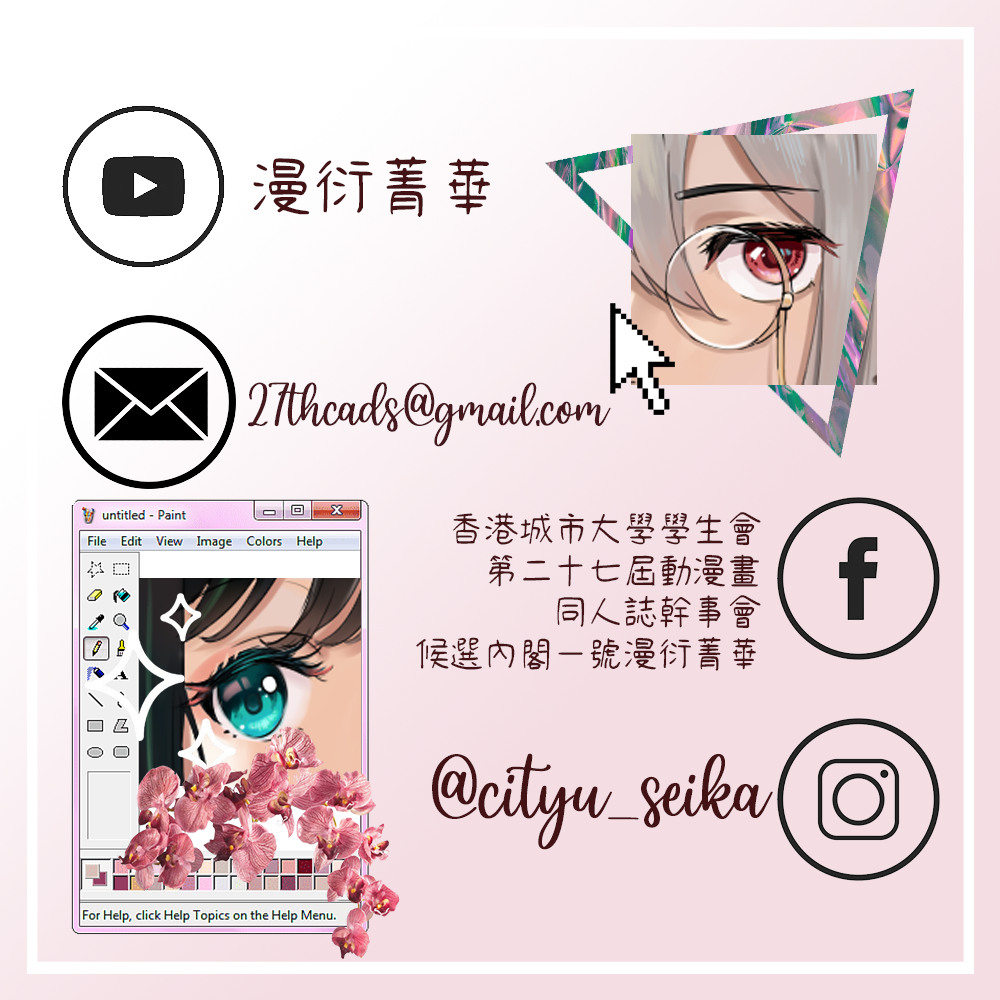 漫衍菁華
27thcads@gmail.com
untitled - Paint
File Edit View Image Colors Help
A
For Help, click Help Topics on the Help Menu.
香港城市大學學生會
第二十七屆動漫畫
同人誌幹事會
候選內閣一號漫衍菁華
@cityu_seika